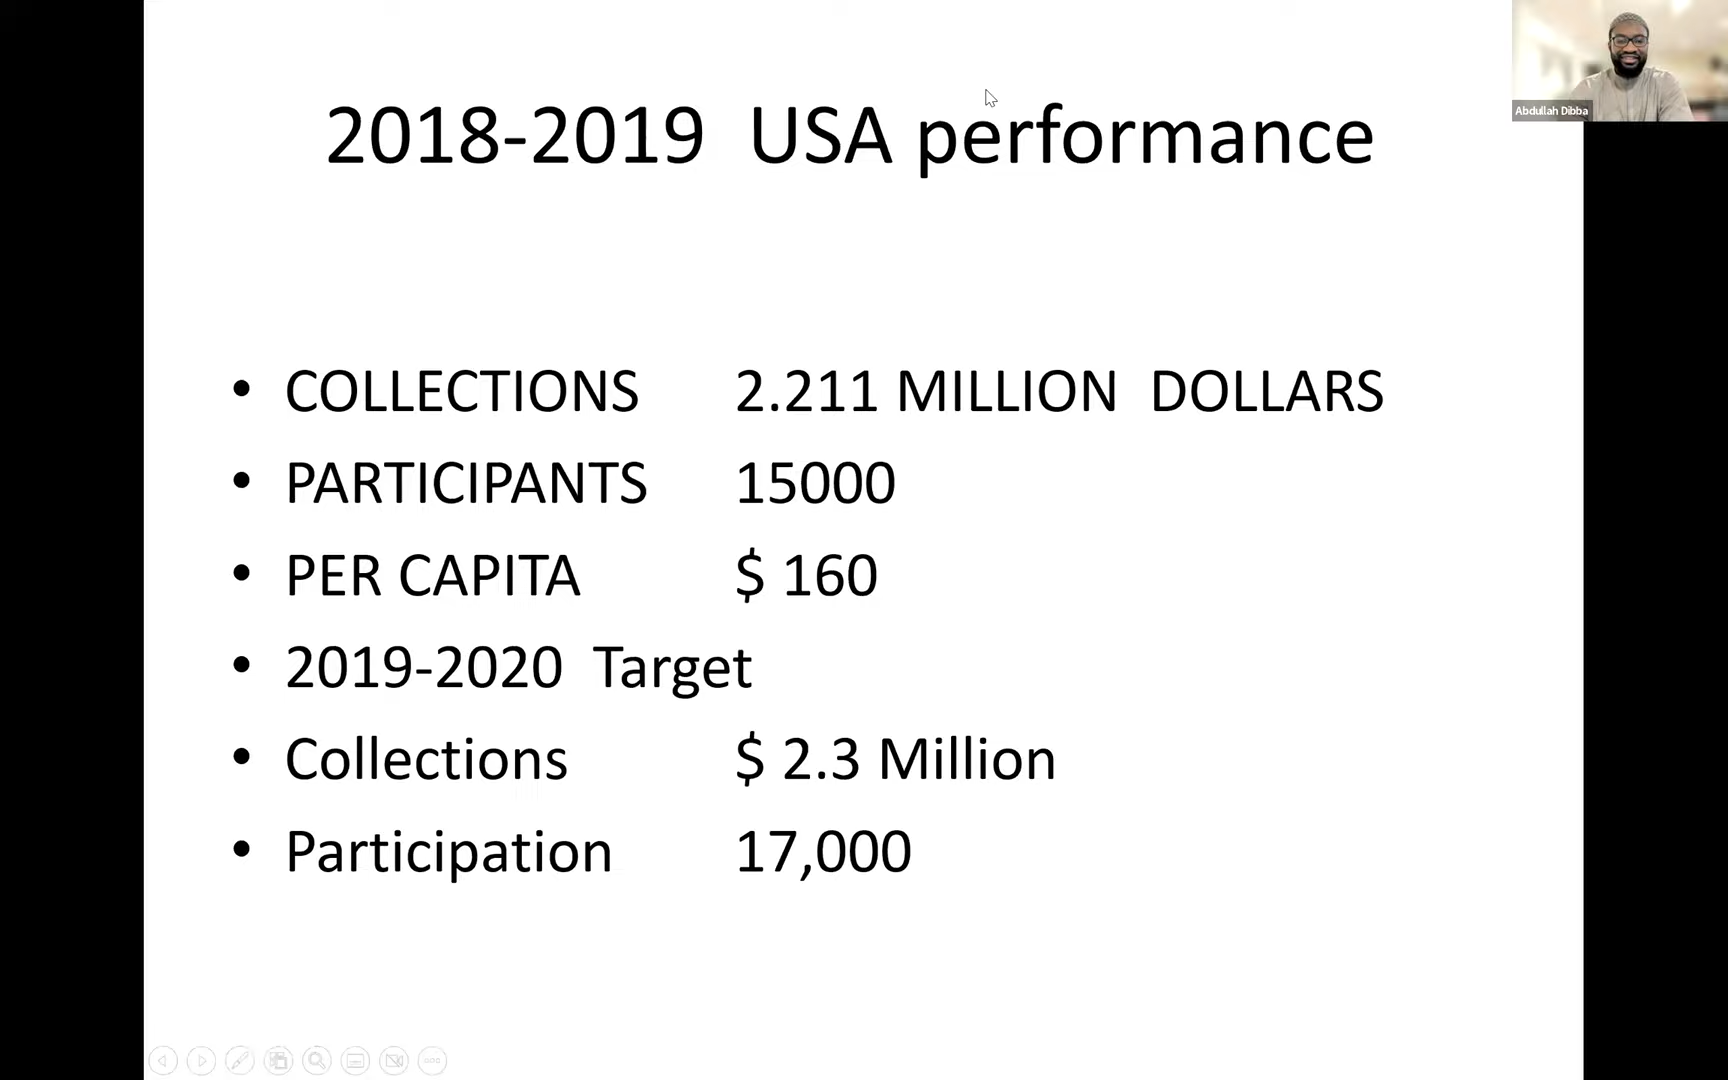 2018-2019 USA performance
Abdullah Dibba
• COLLECTIONS 2.211 MILLION DOLLARS
• PARTICIPANTS 15000
• PER CAPITA $ 160
• 2019-2020 Target
• Collections $ 2.3 Million
• Participation 17,000